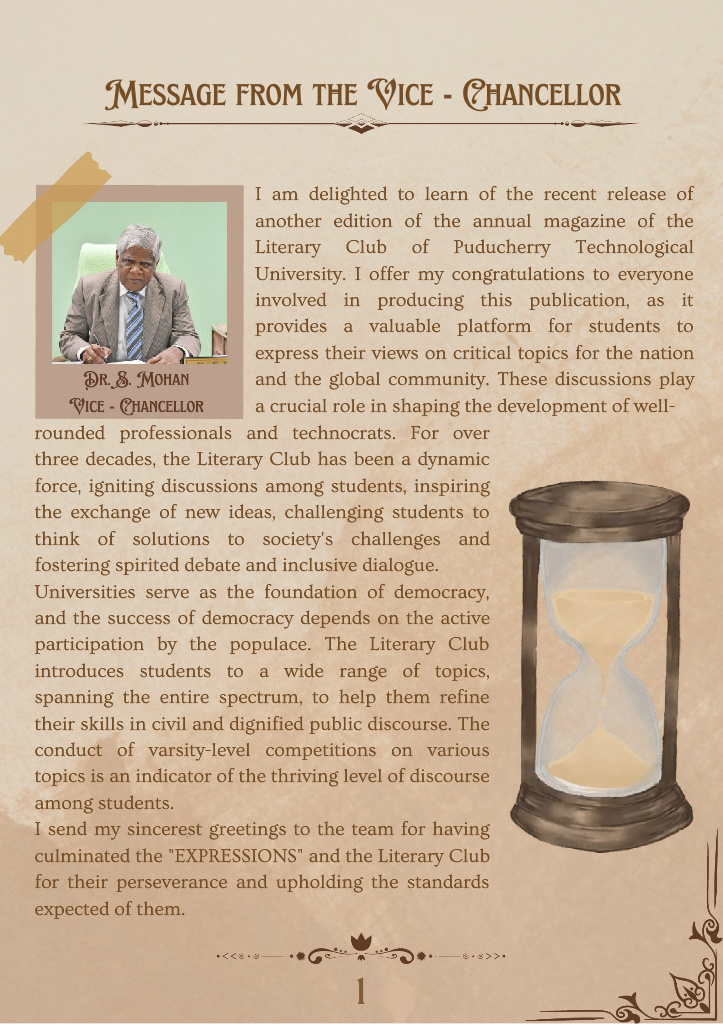 Message from the Vice - Chancellor
I am delighted to learn of the recent release of
another edition of the annual magazine of the
Literary Club of Puducherry Technological
University. I offer my congratulations to everyone
involved in producing this publication, as it
provides a valuable platform for students to
express their views on critical topics for the nation
and the global community. These discussions play
a crucial role in shaping the development of well-
Dr. S. Mohan
Vice - Chancellor
rounded professionals and technocrats. For over
three decades, the Literary Club has been a dynamic
force, igniting discussions among students, inspiring
the exchange of new ideas, challenging students to
think of solutions to society's challenges and
fostering spirited debate and inclusive dialogue.
Universities serve as the foundation of democracy,
and the success of democracy depends on the active
participation by the populace. The Literary Club
introduces students to a wide range of topics,
spanning the entire spectrum, to help them refine
their skills in civil and dignified public discourse. The
conduct of varsity-level competitions on various
topics is an indicator of the thriving level of discourse
among students.
I send my sincerest greetings to the team for having
culminated the "EXPRESSIONS" and the Literary Club
for their perseverance and upholding the standards
expected of them.
1